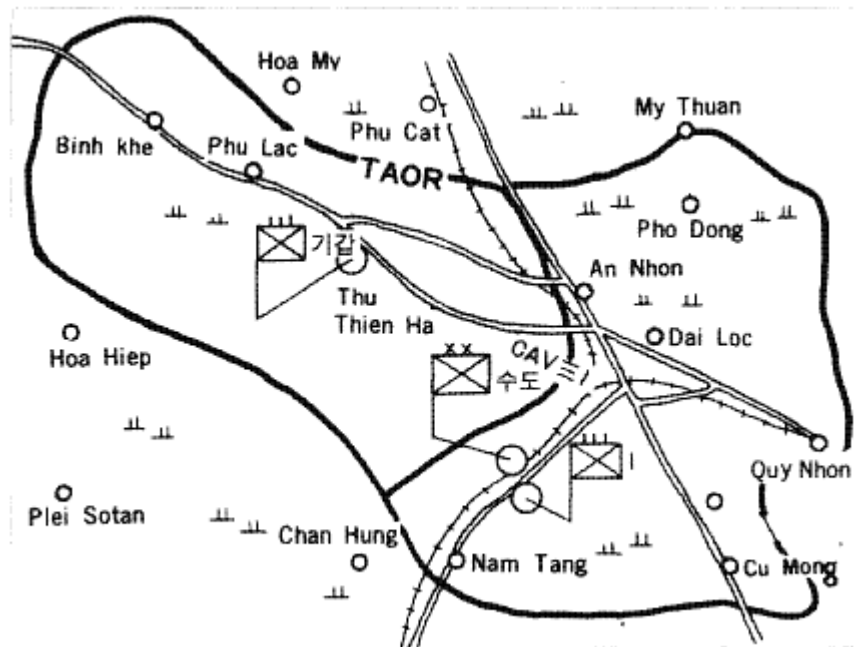 Hoa My
Phu Cat
My Thuan
Binh khe
Phu Lac
TAOR
Pho Dong
기갑
An Nhon
Thu
Thien Ha
Hoa Hiep
Dai Loc
CAV
수도
I
Quy Nhon
Plei Sotan
Chan Hung
Nam Tang
Cu Mong